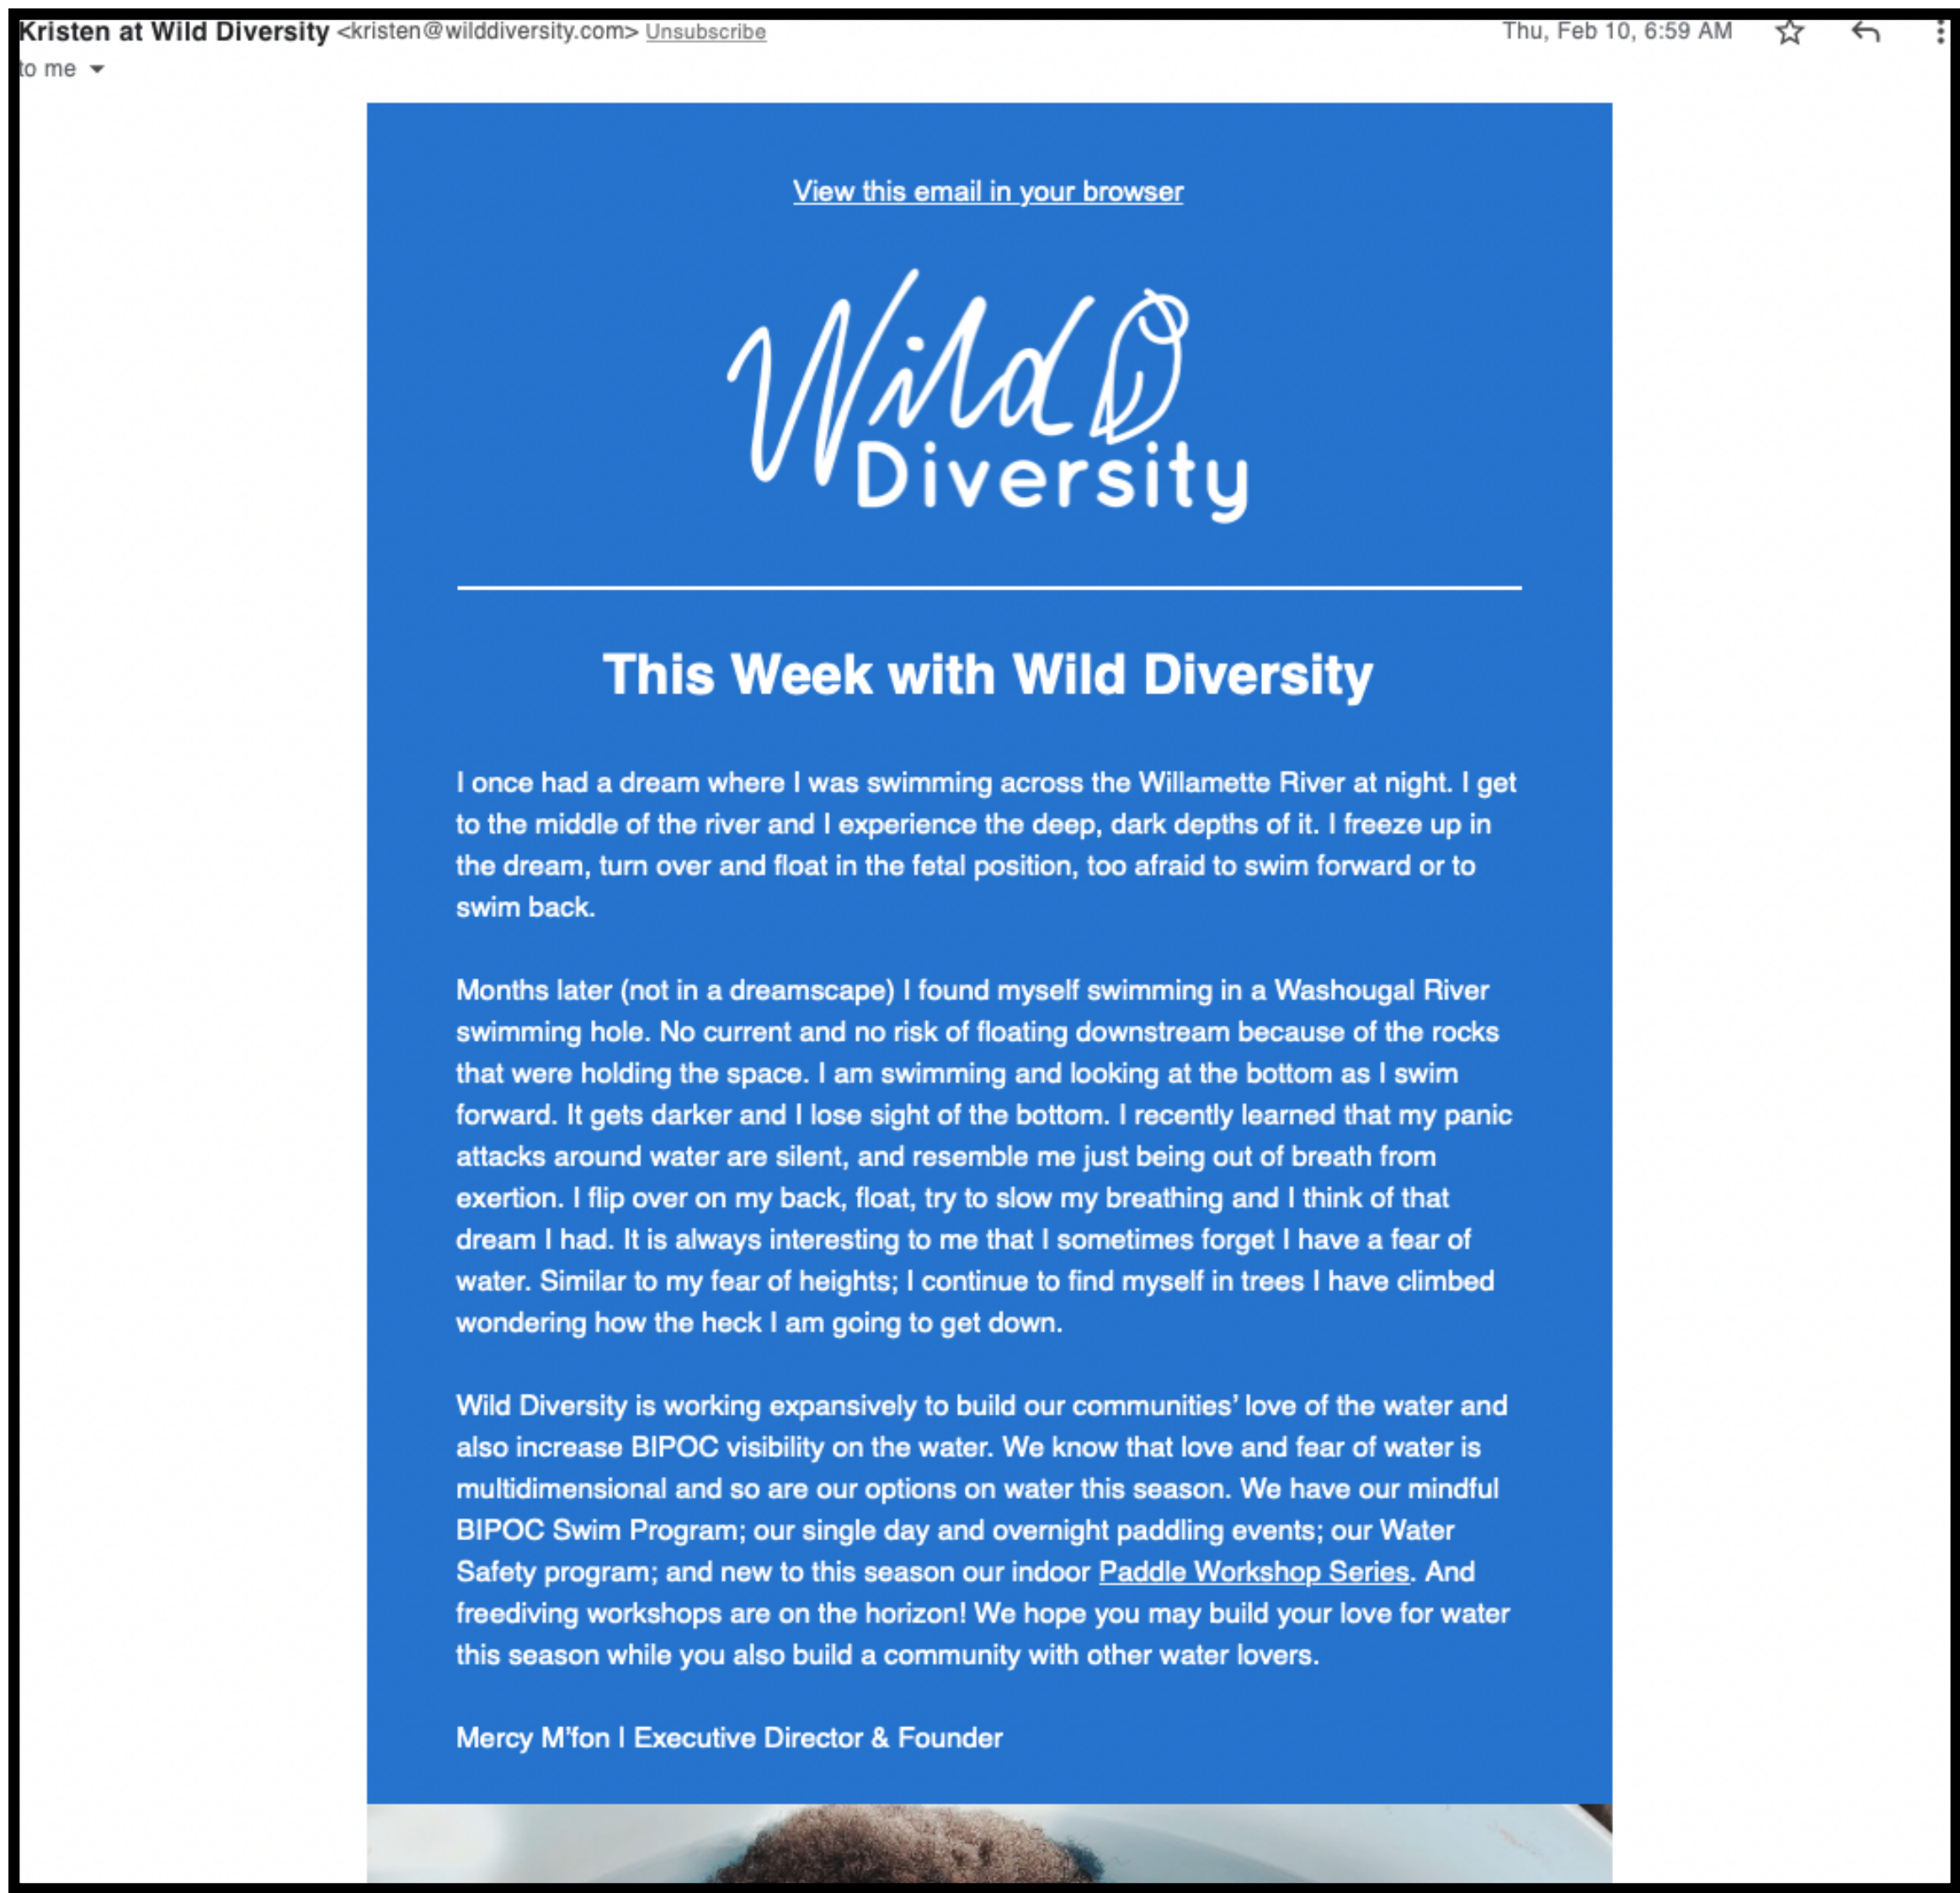 Kristen at Wild Diversity <kristen@wilddiversity.com> Unsubscribe
Thu, Feb 10, 6:59 AM
to me
View this email in your browser
Wild
Diversity
This Week with Wild Diversity
I once had a dream where I was swimming across the Willamette River at night. I get
to the middle of the river and I experience the deep, dark depths of it. I freeze up in
the dream, turn over and float in the fetal position, too afraid to swim forward or to
swim back.
Months later (not in a dreamscape) I found myself swimming in a Washougal River
swimming hole. No current and no risk of floating downstream because of the rocks
that were holding the space. I am swimming and looking at the bottom as I swim
forward. It gets darker and I lose sight of the bottom. I recently learned that my panic
attacks around water are silent, and resemble me just being out of breath from
exertion. I flip over on my back, float, try to slow my breathing and I think of that
dream I had. It is always interesting to me that I sometimes forget I have a fear of
water. Similar to my fear of heights; I continue to find myself in trees I have climbed
wondering how the heck I am going to get down.
Wild Diversity is working expansively to build our communities’ love of the water and
also increase BIPOC visibility on the water. We know that love and fear of water is
multidimensional and so are our options on water this season. We have our mindful
BIPOC Swim Program; our single day and overnight paddling events; our Water
Safety program; and new to this season our indoor Paddle Workshop Series. And
freediving workshops are on the horizon! We hope you may build your love for water
this season while you also build a community with other water lovers.
Mercy M’fon | Executive Director & Founder